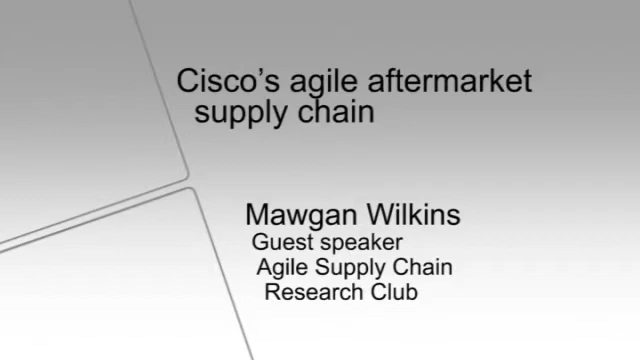 Cisco's agile aftermarket
supply chain
Mawgan Wilkins
Guest speaker
Agile Supply Chain
Research Club